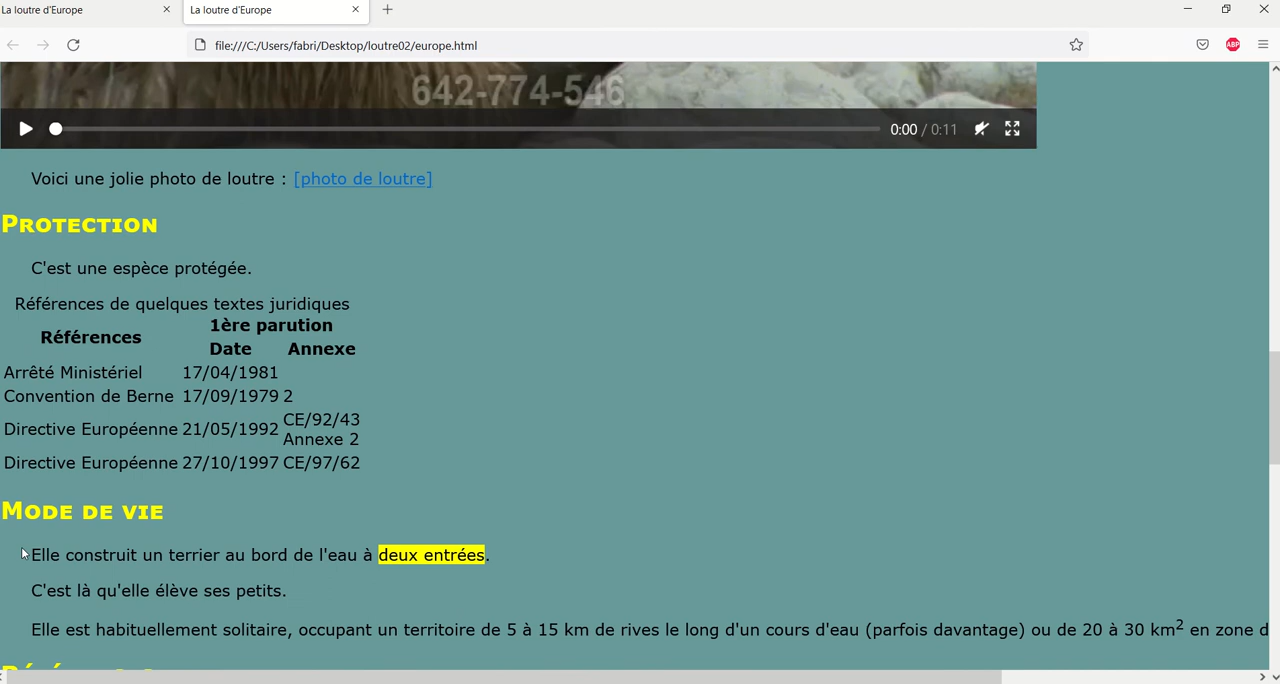 La loutre d'Europe
La loutre d'Europe
file:///C:/Users/fabri/Desktop/loutre02/europe.html
ABP
642-774-546
0:00 / 0:11
Voici une jolie photo de loutre : [photo de loutre]
Protection
C'est une espèce protégée.
Références de quelques textes juridiques
Références 1ère parution
Date Annexe
Arrêté Ministériel 17/04/1981
Convention de Berne 17/09/1979 2
Directive Européenne 21/05/1992 CE/92/43
Annexe 2
Directive Européenne 27/10/1997 CE/97/62
Mode de vie
Elle construit un terrier au bord de l'eau à deux entrées.
C'est là qu'elle élève ses petits.
Elle est habituellement solitaire, occupant un territoire de 5 à 15 km de rives le long d'un cours d'eau (parfois davantage) ou de 20 à 30 km² en zone d